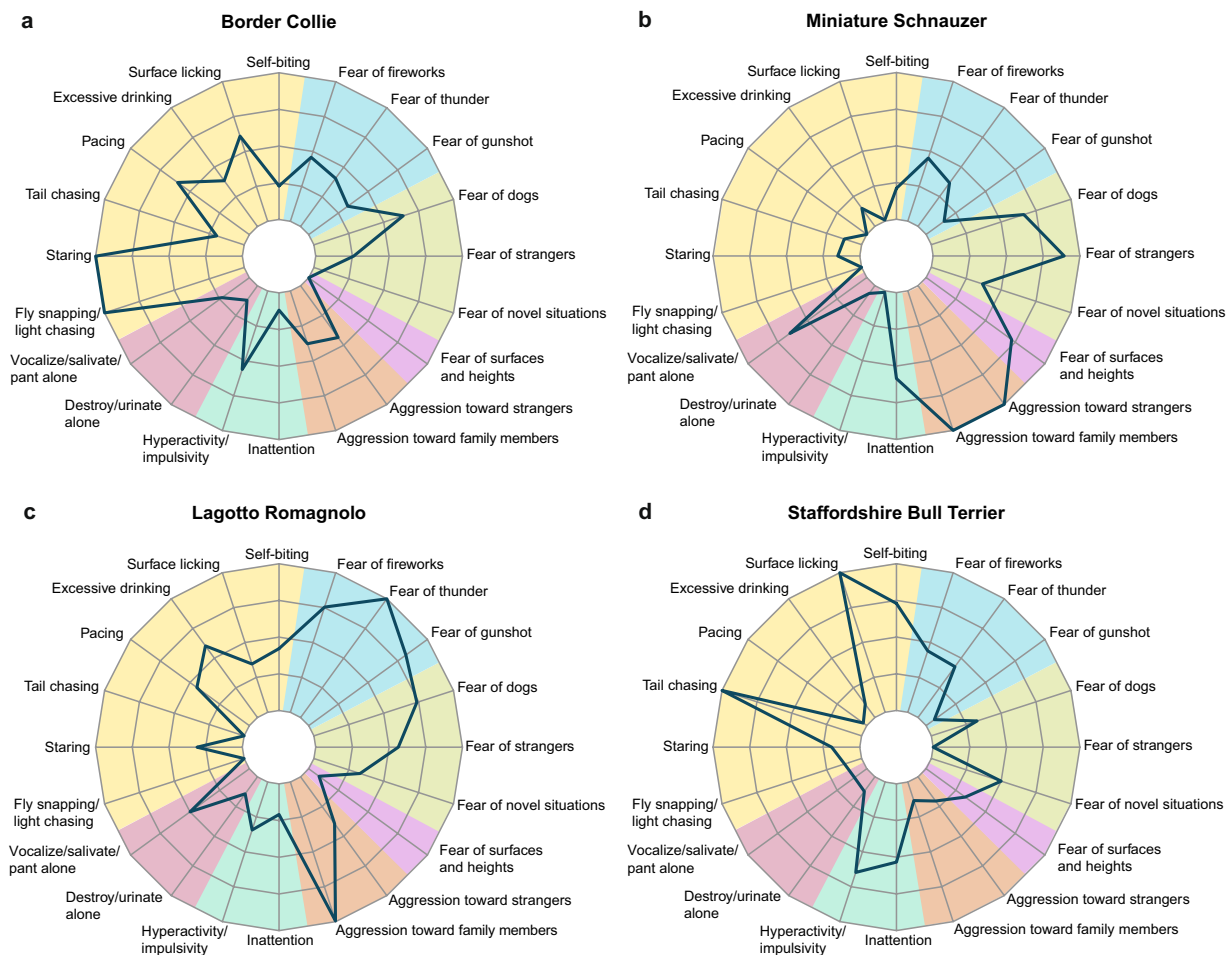 a
Border Collie
Self-biting
Fear of fireworks
Fear of thunder
Fear of gunshot
Fear of dogs
Fear of strangers
Fear of novel situations
Fear of surfaces
and heights
Aggression toward strangers
Aggression toward family members
Inattention
Hyperactivity/
impulsivity
Destroy/urinate
alone
Vocalize/salivate/
pant alone
Fly snapping/
light chasing
Staring
Tail chasing
Pacing
Excessive drinking
Surface licking
b
Miniature Schnauzer
Self-biting
Fear of fireworks
Fear of thunder
Fear of gunshot
Fear of dogs
Fear of strangers
Fear of novel situations
Fear of surfaces
and heights
Aggression toward strangers
Aggression toward family members
Inattention
Hyperactivity/
impulsivity
Destroy/urinate
alone
Vocalize/salivate/
pant alone
Fly snapping/
light chasing
Staring
Tail chasing
Pacing
Excessive drinking
Surface licking
c
Lagotto Romagnolo
Self-biting
Fear of fireworks
Fear of thunder
Fear of gunshot
Fear of dogs
Fear of strangers
Fear of novel situations
Fear of surfaces
and heights
Aggression toward strangers
Aggression toward family members
Inattention
Hyperactivity/
impulsivity
Destroy/urinate
alone
Vocalize/salivate/
pant alone
Fly snapping/
light chasing
Staring
Tail chasing
Pacing
Excessive drinking
Surface licking
d
Staffordshire Bull Terrier
Self-biting
Fear of fireworks
Fear of thunder
Fear of gunshot
Fear of dogs
Fear of strangers
Fear of novel situations
Fear of surfaces
and heights
Aggression toward strangers
Aggression toward family members
Inattention
Hyperactivity/
impulsivity
Destroy/urinate
alone
Vocalize/salivate/
pant alone
Fly snapping/
light chasing
Staring
Tail chasing
Pacing
Excessive drinking
Surface licking